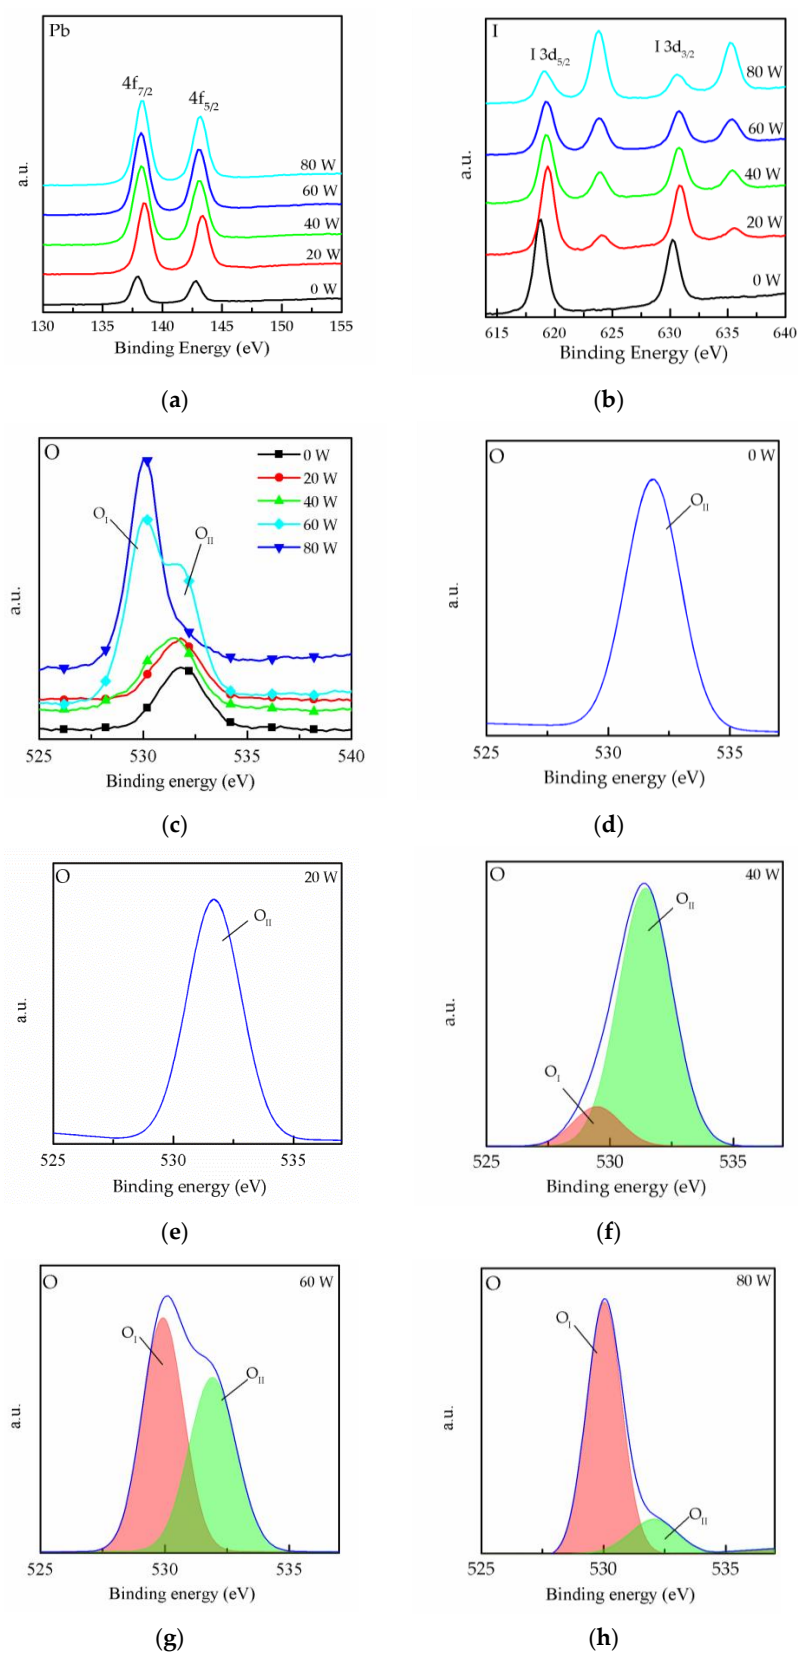 Pb
4f7/2
4f5/2
80 W
60 W
40 W
20 W
0 W
a.u.
130 135 140 145 150 155
Binding Energy (eV)
(a)
I
I 3d5/2
I 3d3/2
80 W
60 W
40 W
20 W
0 W
a.u.
615 620 625 630 635 640
Binding Energy (eV)
(b)
O
0 W
20 W
40 W
60 W
80 W
OI
OII
a.u.
525 530 535 540
Binding energy (eV)
(c)
O
0 W
OII
a.u.
525 530 535
Binding energy (eV)
(d)
O
20 W
OII
a.u.
525 530 535
Binding energy (eV)
(e)
O
40 W
OII
OI
a.u.
525 530 535
Binding energy (eV)
(f)
O
60 W
OI
OII
a.u.
525 530 535
Binding energy (eV)
(g)
O
80 W
OI
OII
a.u.
525 530 535
Binding energy (eV)
(h)